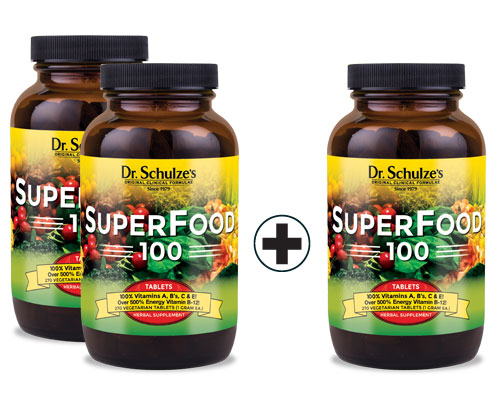 Dr. Schulze's
ORIGINAL CLINICAL FORMULAE
Since 1979
SUPERFOOD
100
TABLETS
100% Vitamins A, B's, C & E!
Over 500% Energy Vitamin B-12!
270 VEGETARIAN TABLETS (1 GRAM EA.)
HERBAL SUPPLEMENT
+
Dr. Schulze's
ORIGINAL CLINICAL FORMULAE
Since 1979
SUPERFOOD
100
TABLETS
100% Vitamins A, B's, C & E!
Over 500% Energy Vitamin B-12!
270 VEGETARIAN TABLETS (1 GRAM EA.)
HERBAL SUPPLEMENT